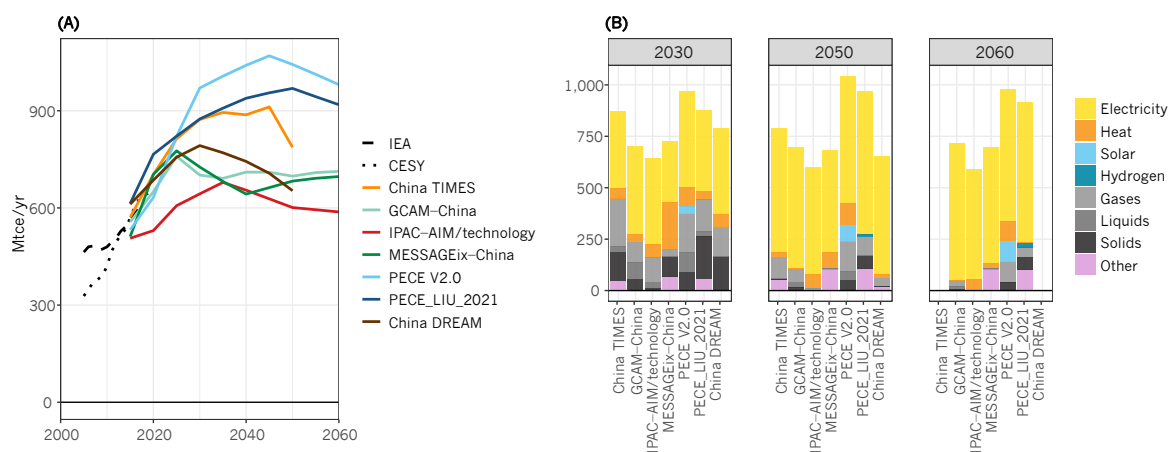 (A)
Mtce/yr
900
600
300
0
2000
2020
2040
2060
IEA
CESY
China TIMES
GCAM–China
IPAC–AIM/technology
MESSAGEix–China
PECE V2.0
PECE_LIU_2021
China DREAM
(B)
2030
2050
2060
1,000
750
500
250
0
China TIMES
GCAM–China
IPAC–AIM/technology
MESSAGEix–China
PECE V2.0
PECE_LIU_2021
China DREAM
China TIMES
GCAM–China
IPAC–AIM/technology
MESSAGEix–China
PECE V2.0
PECE_LIU_2021
China DREAM
China TIMES
GCAM–China
IPAC–AIM/technology
MESSAGEix–China
PECE V2.0
PECE_LIU_2021
China DREAM
Electricity
Heat
Solar
Hydrogen
Gases
Liquids
Solids
Other